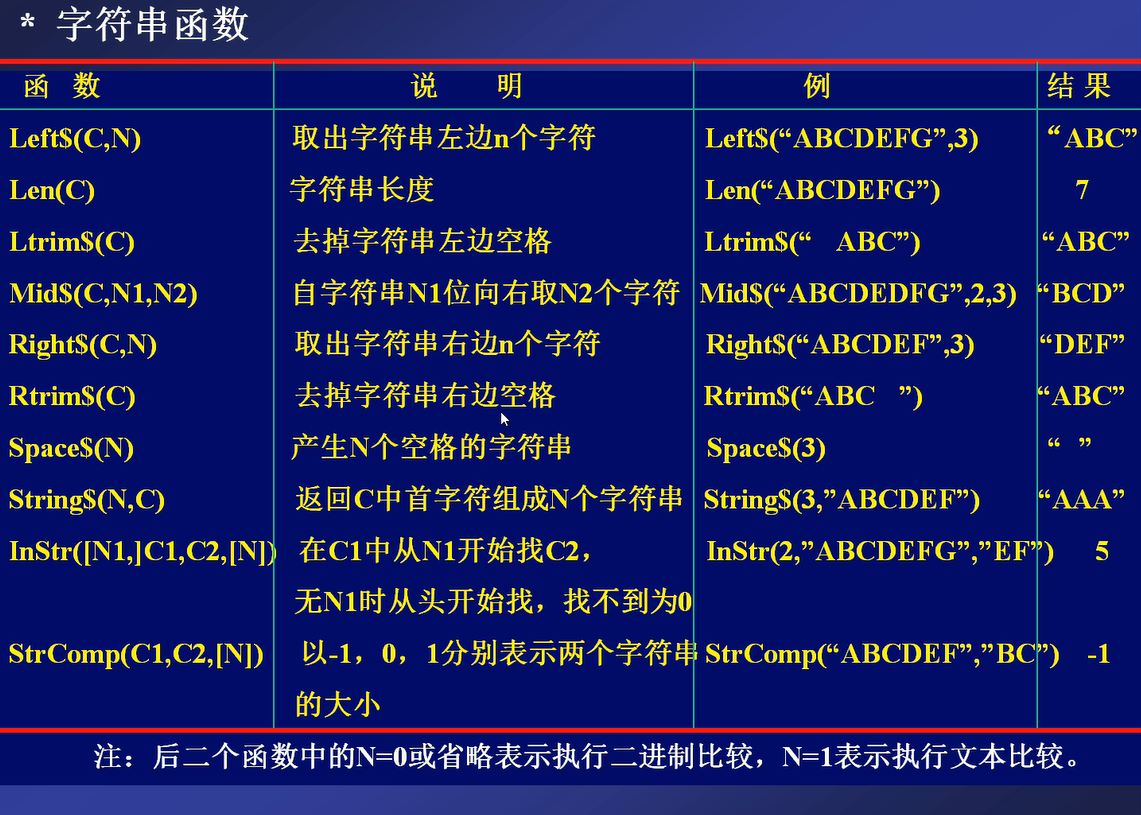 * 字符串函数
函 数 说 明 例 结 果
Left$(C,N) 取出字符串左边n个字符 Left$(“ABCDEFG”,3) “ABC”
Len(C) 字符串长度 Len(“ABCDEFG”) 7
Ltrim$(C) 去掉字符串左边空格 Ltrim$(“ ABC”) “ABC”
Mid$(C,N1,N2) 自字符串N1位向右取N2个字符 Mid$(“ABCDEDFG”,2,3) “BCD”
Right$(C,N) 取出字符串右边n个字符 Right$(“ABCDEF”,3) “DEF”
Rtrim$(C) 去掉字符串右边空格 Rtrim$(“ABC ”) “ABC”
Space$(N) 产生N个空格的字符串 Space$(3) “ ”
String$(N,C) 返回C中首字符组成N个字符串 String$(3,”ABCDEF”) “AAA”
InStr([N1,]C1,C2,[N]) 在C1中从N1开始找C2， InStr(2,”ABCDEFG”,”EF”) 5
无N1时从头开始找，找不到为0
StrComp(C1,C2,[N]) 以-1，0，1分别表示两个字符串 StrComp(“ABCDEF”,”BC”) -1
的大小
注：后二个函数中的N=0或省略表示执行二进制比较，N=1表示执行文本比较。